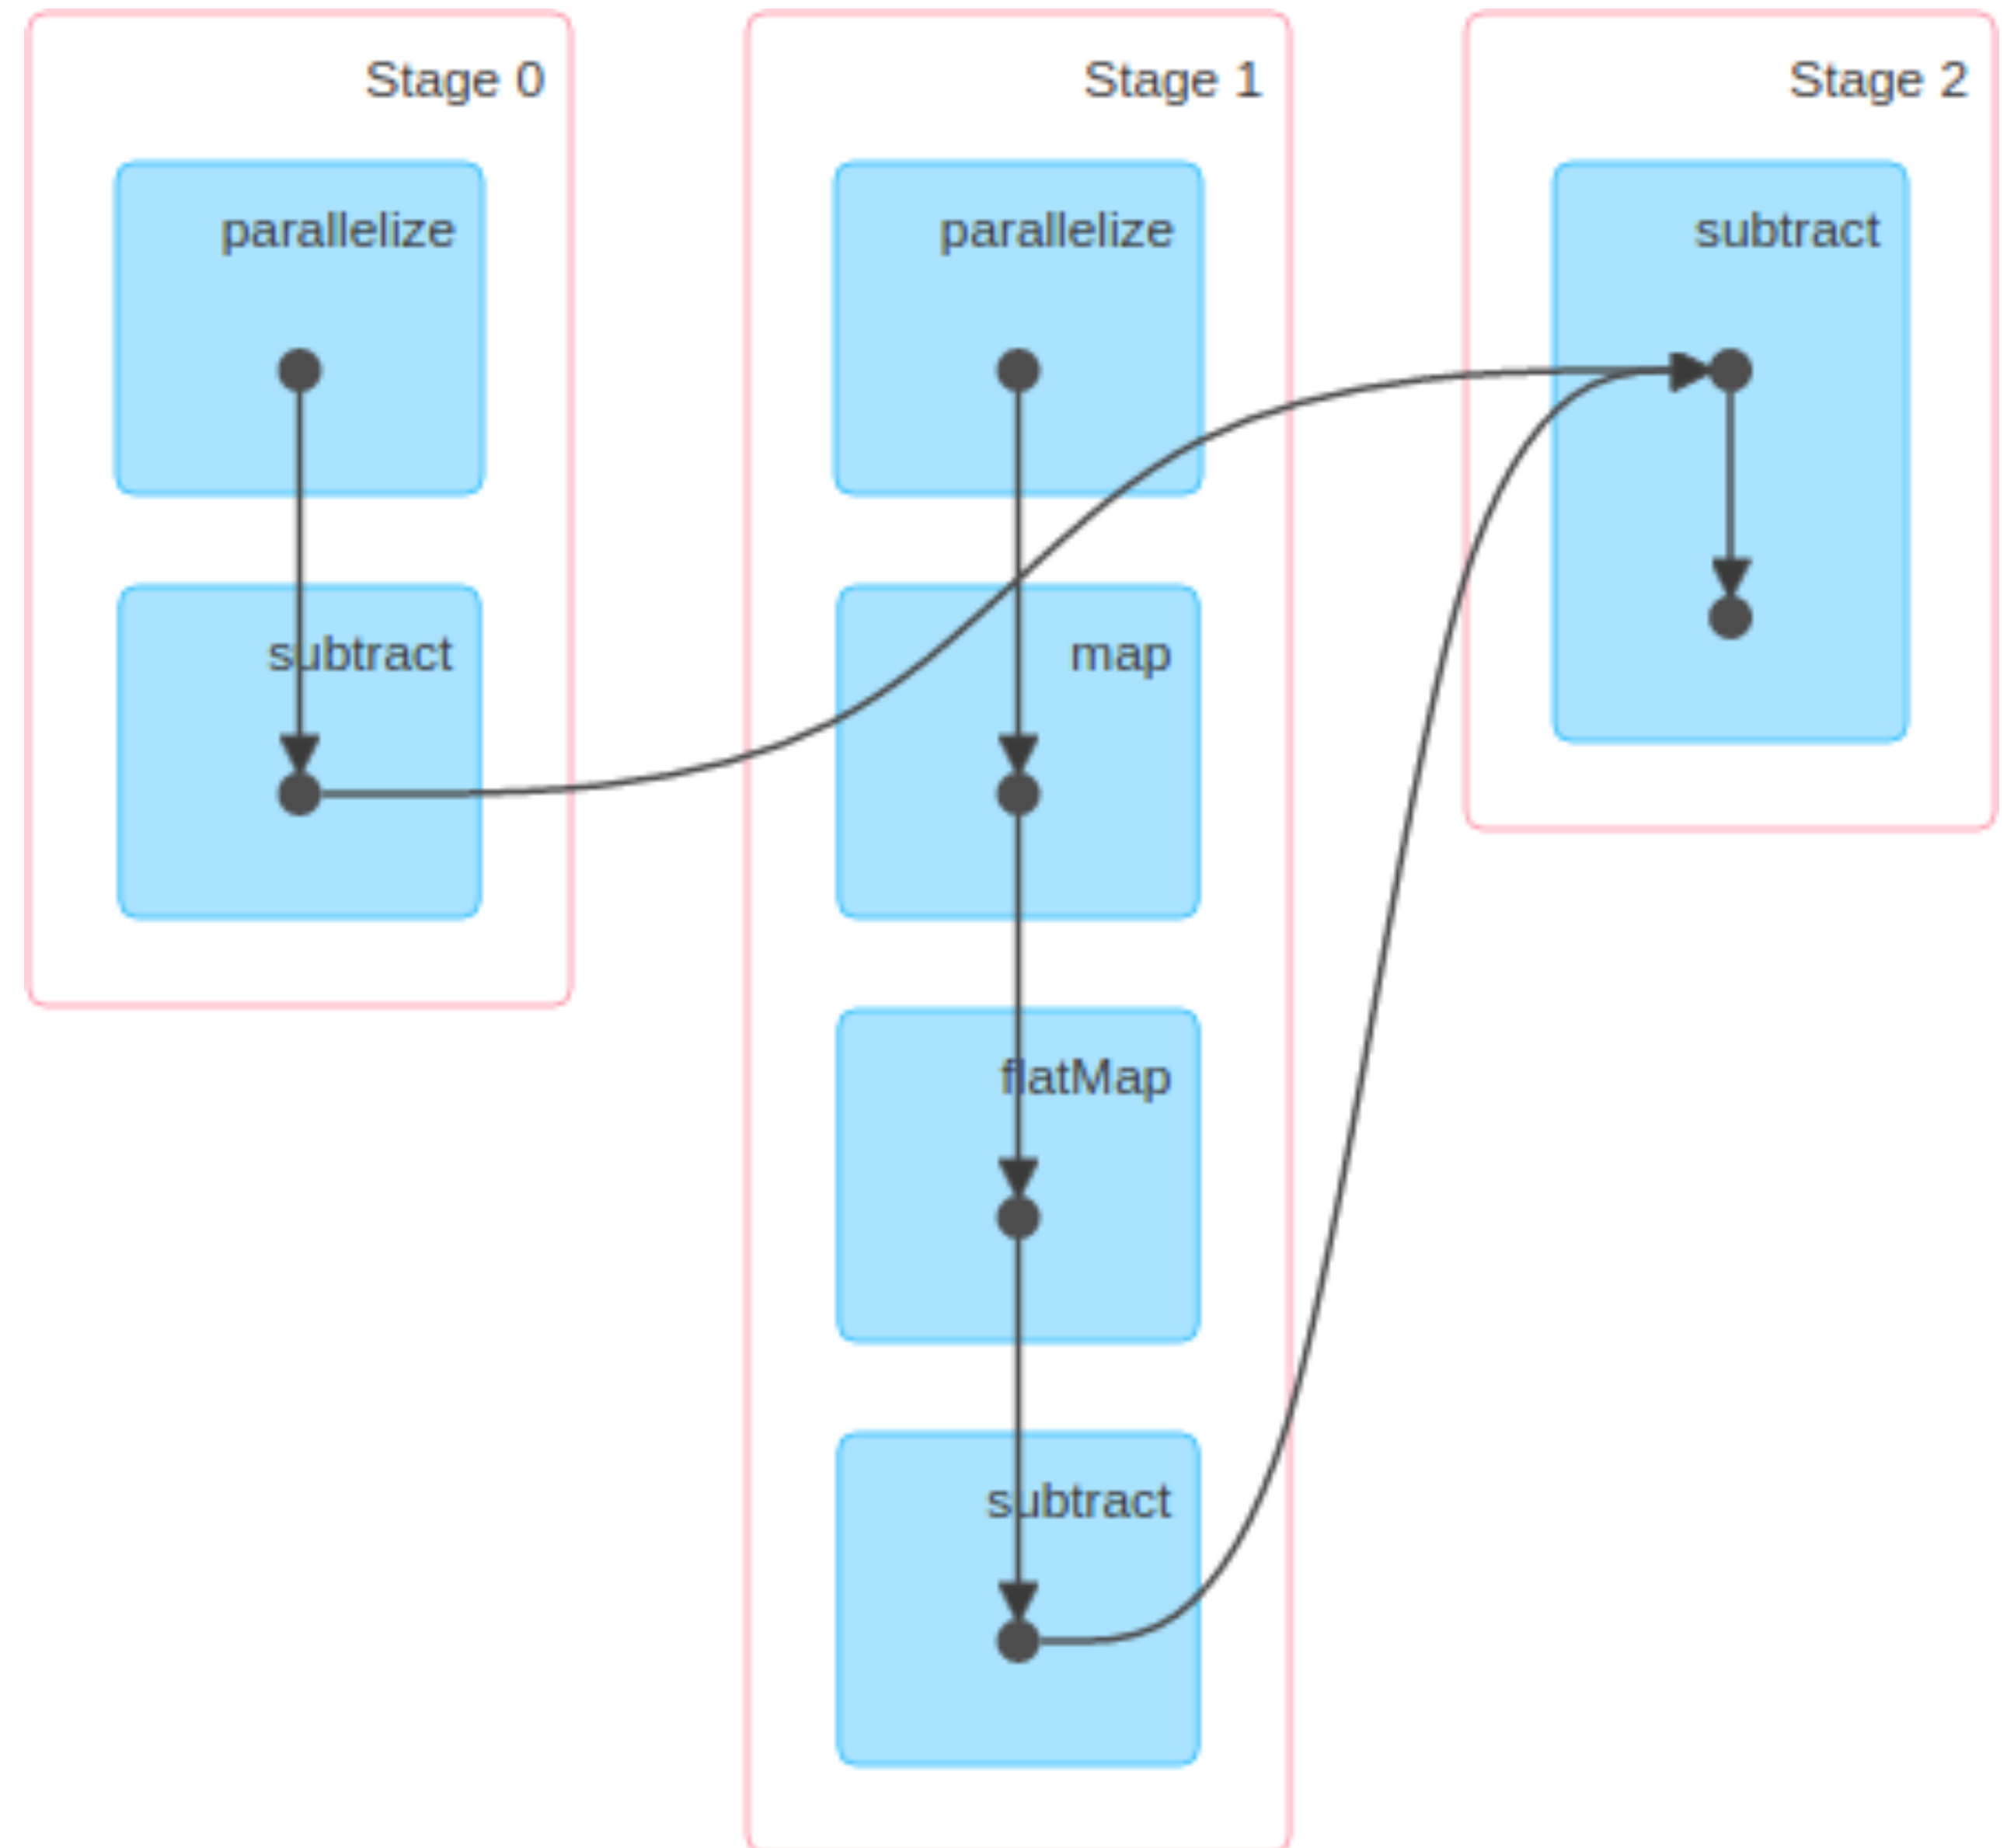 Stage 0
parallelize
subtract
Stage 1
parallelize
map
flatMap
subtract
Stage 2
subtract